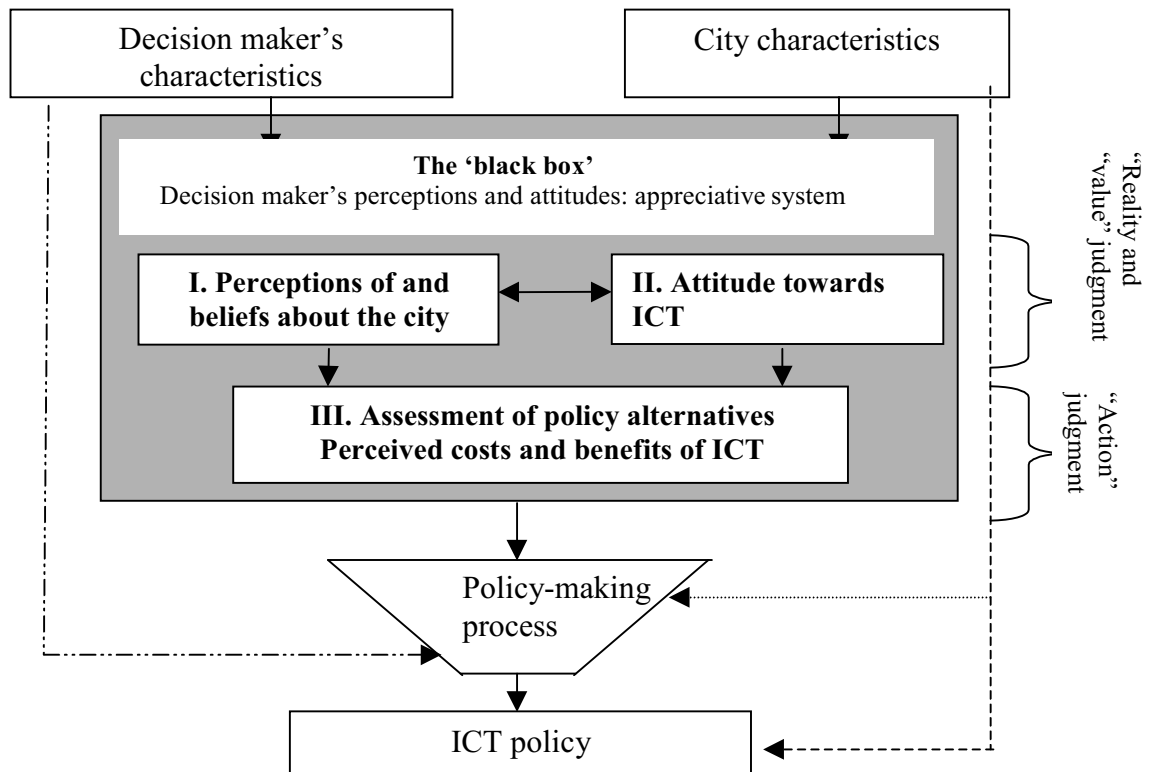 Decision maker’s
characteristics
City characteristics
The ‘black box’
Decision maker’s perceptions and attitudes: appreciative system
I. Perceptions of and
beliefs about the city
II. Attitude towards
ICT
III. Assessment of policy alternatives
Perceived costs and benefits of ICT
“Reality and
“value” judgment
“Action”
judgment
Policy-making
process
ICT policy